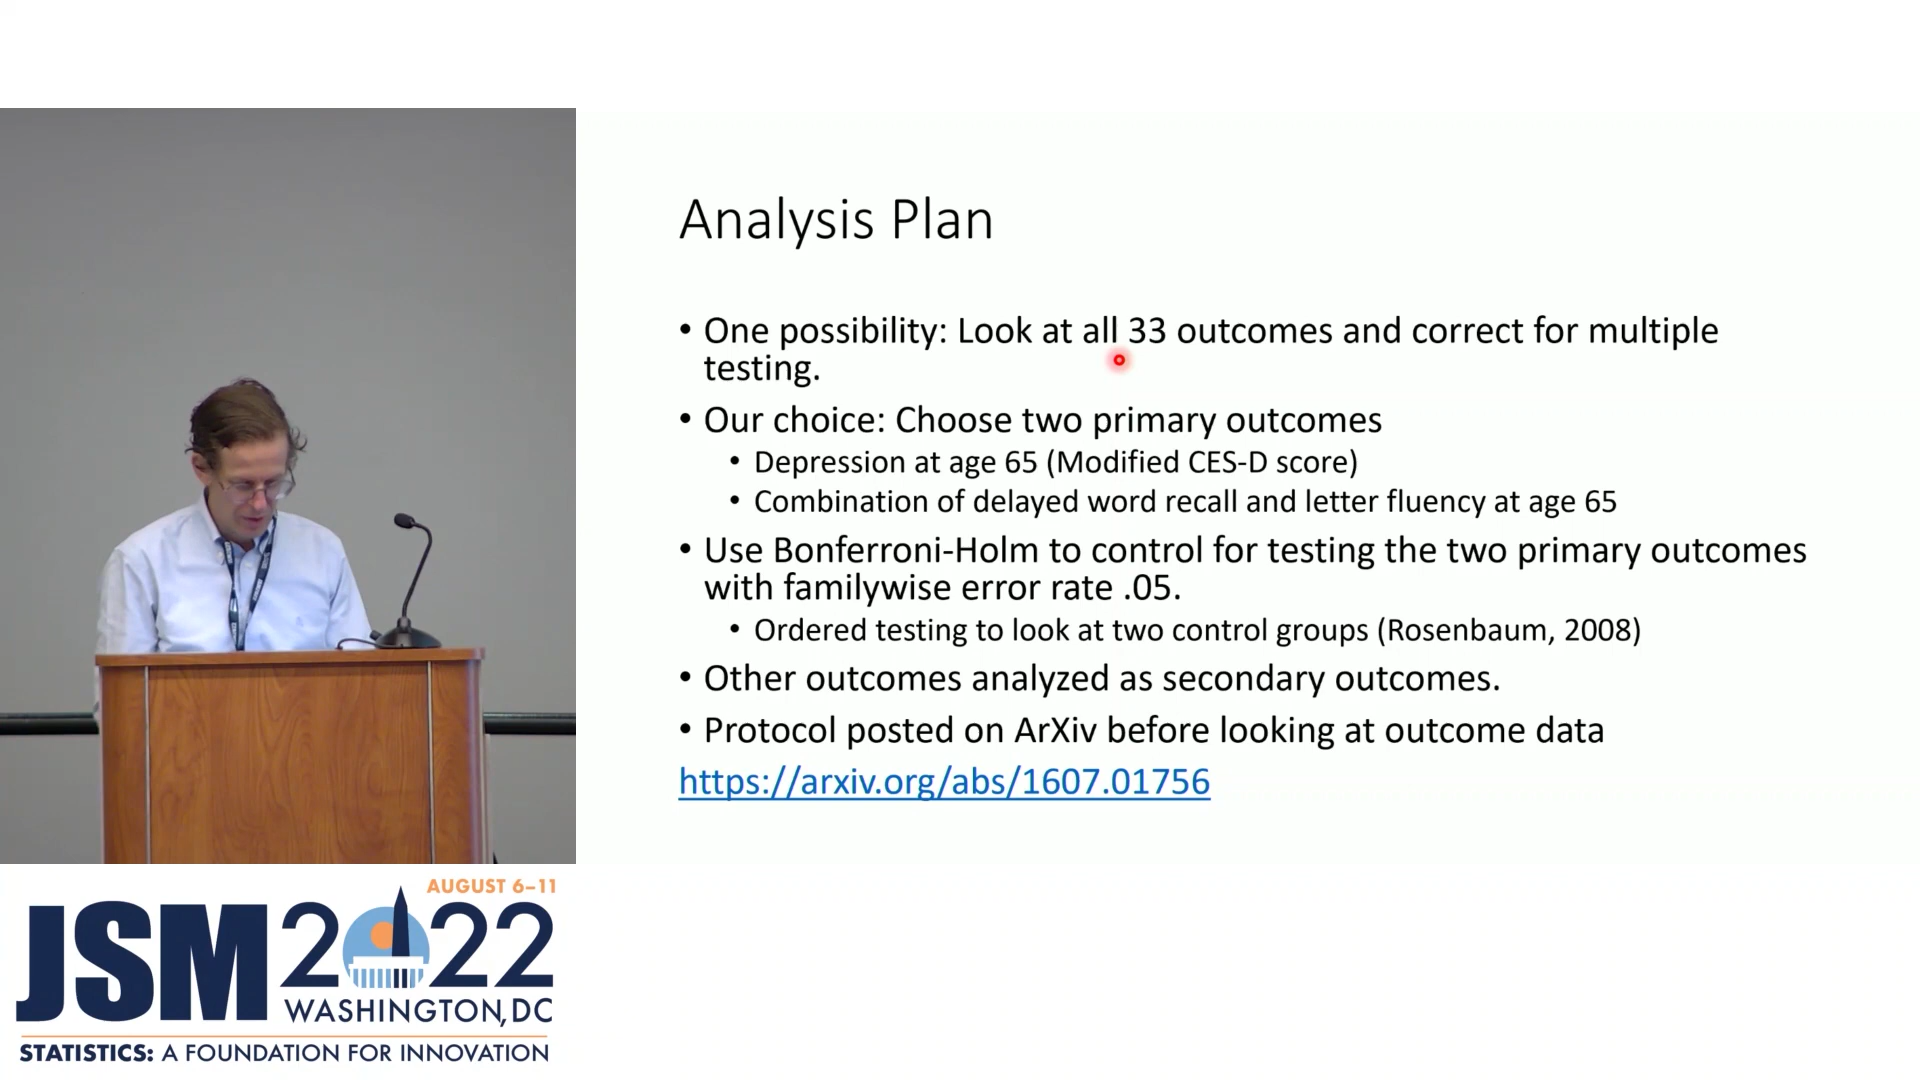 Analysis Plan
• One possibility: Look at all 33 outcomes and correct for multiple
testing.
• Our choice: Choose two primary outcomes
• Depression at age 65 (Modified CES-D score)
• Combination of delayed word recall and letter fluency at age 65
• Use Bonferroni-Holm to control for testing the two primary outcomes
with familywise error rate .05.
• Ordered testing to look at two control groups (Rosenbaum, 2008)
• Other outcomes analyzed as secondary outcomes.
• Protocol posted on ArXiv before looking at outcome data
https://arxiv.org/abs/1607.01756
AUGUST 6–11
JSM 2022
WASHINGTON, DC
STATISTICS: A FOUNDATION FOR INNOVATION